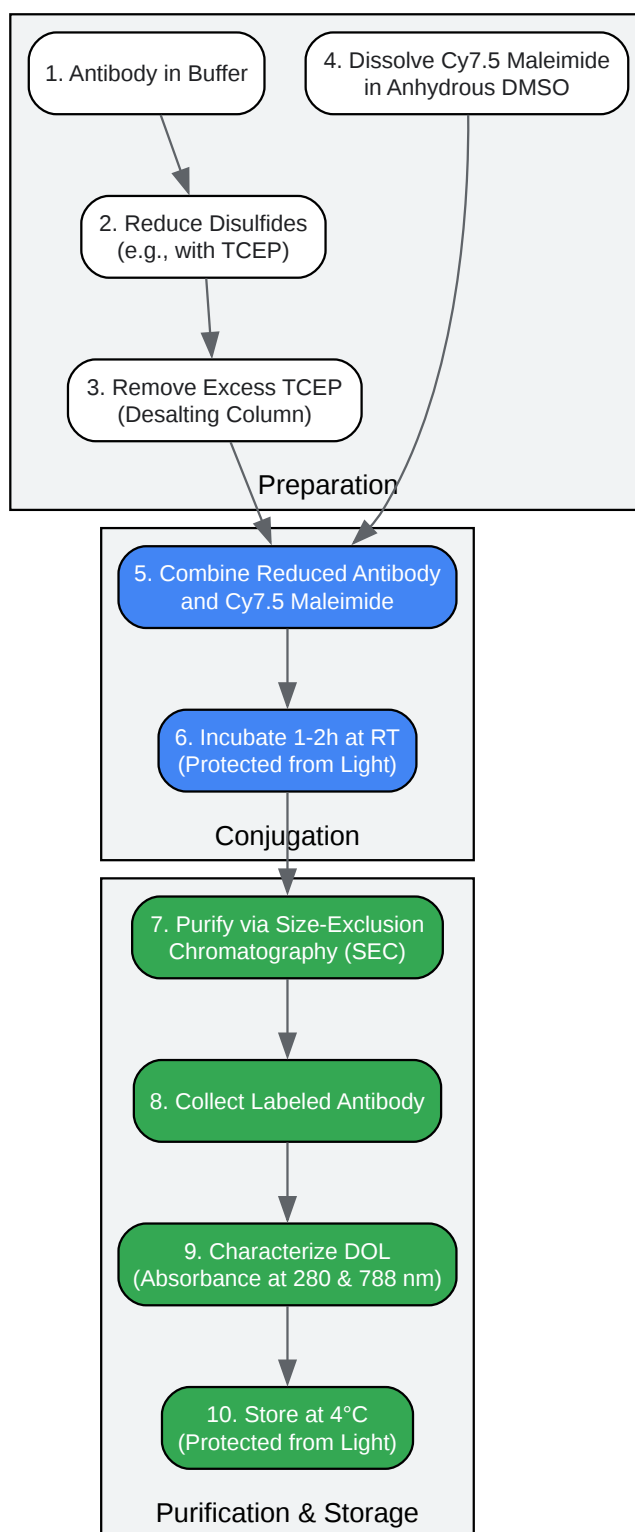 1. Antibody in Buffer
4. Dissolve Cy7.5 Maleimide
in Anhydrous DMSO
2. Reduce Disulfides
(e.g., with TCEP)
3. Remove Excess TCEP
(Desalting Column)
Preparation
5. Combine Reduced Antibody
and Cy7.5 Maleimide
6. Incubate 1-2h at RT
(Protected from Light)
Conjugation
7. Purify via Size-Exclusion
Chromatography (SEC)
8. Collect Labeled Antibody
9. Characterize DOL
(Absorbance at 280 & 788 nm)
10. Store at 4°C
(Protected from Light)
Purification & Storage